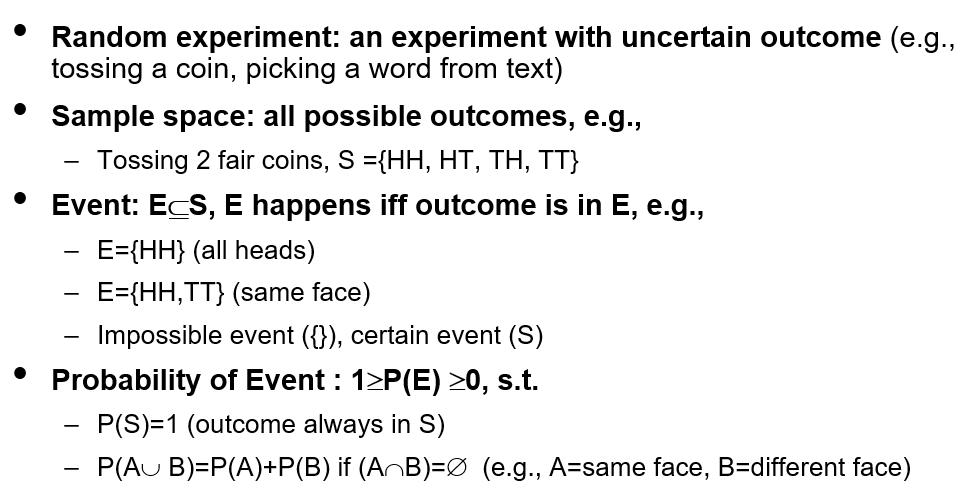 • Random experiment: an experiment with uncertain outcome (e.g.,
tossing a coin, picking a word from text)
• Sample space: all possible outcomes, e.g.,
– Tossing 2 fair coins, S ={HH, HT, TH, TT}
• Event: E⊆S, E happens iff outcome is in E, e.g.,
– E={HH} (all heads)
– E={HH,TT} (same face)
– Impossible event ({}), certain event (S)
• Probability of Event : 1≥P(E) ≥0, s.t.
– P(S)=1 (outcome always in S)
– P(A∪ B)=P(A)+P(B) if (A∩B)=∅ (e.g., A=same face, B=different face)